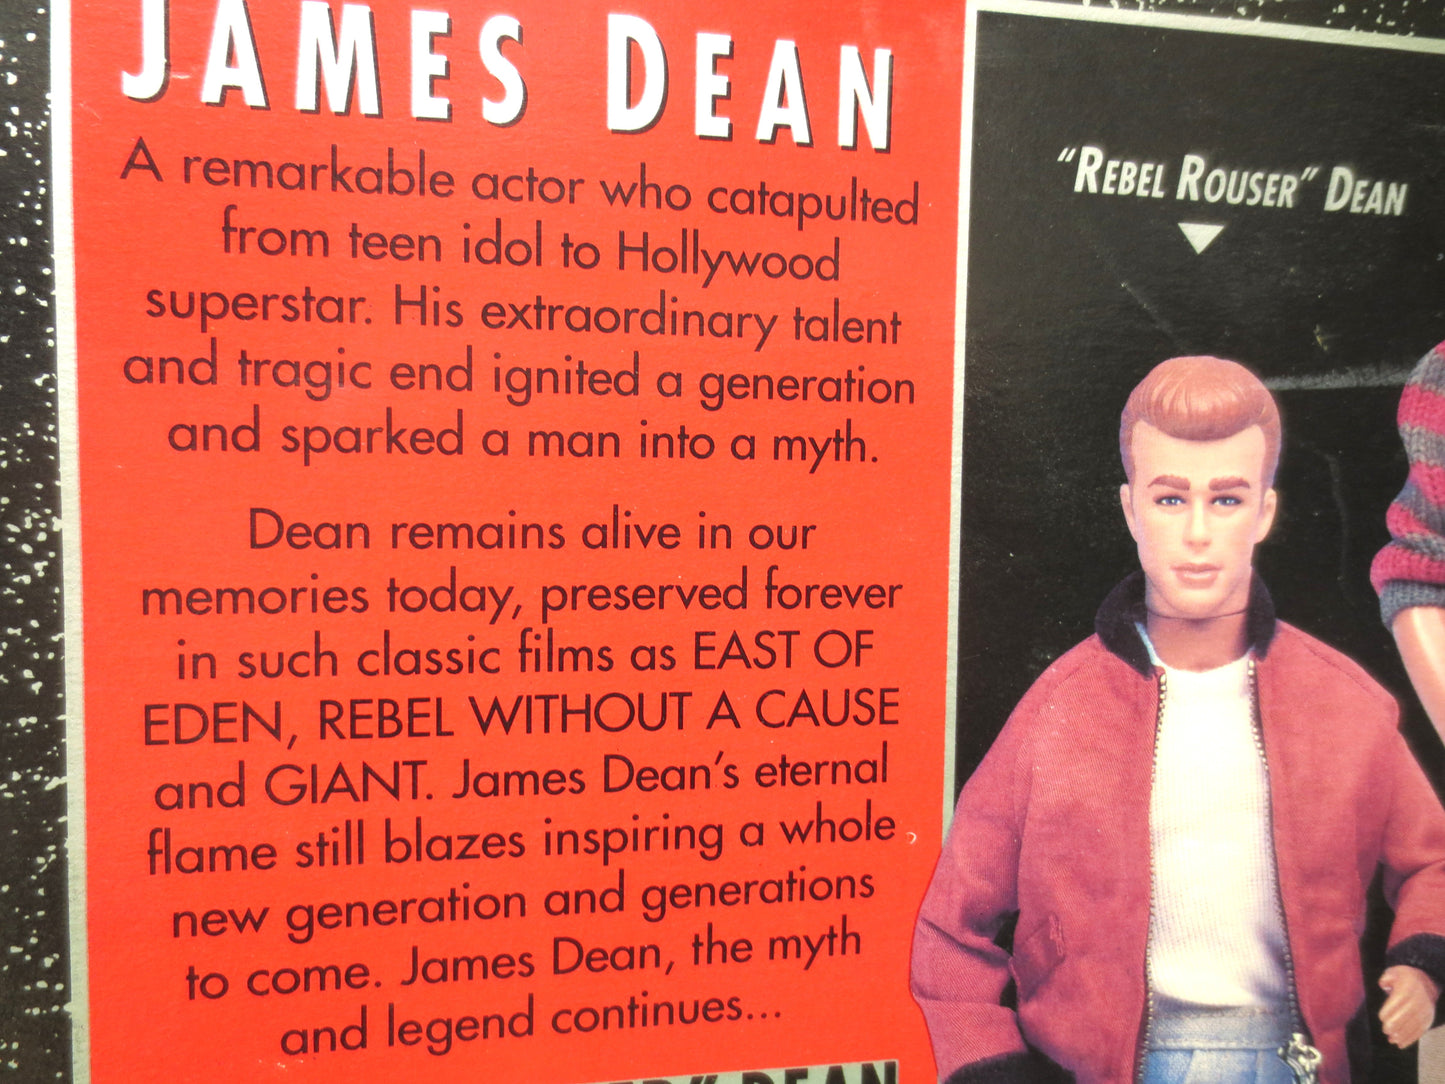 JAMES DEAN
A remarkable actor who catapulted
from teen idol to Hollywood
superstar. His extraordinary talent
and tragic end ignited a generation
and sparked a man into a myth.
Dean remains alive in our
memories today, preserved forever
in such classic films as EAST OF
EDEN, REBEL WITHOUT A CAUSE
and GIANT. James Dean's eternal
flame still blazes inspiring a whole
new generation and generations
to come. James Dean, the myth
and legend continues...
"REBEL ROUSER" DEAN
DEAN